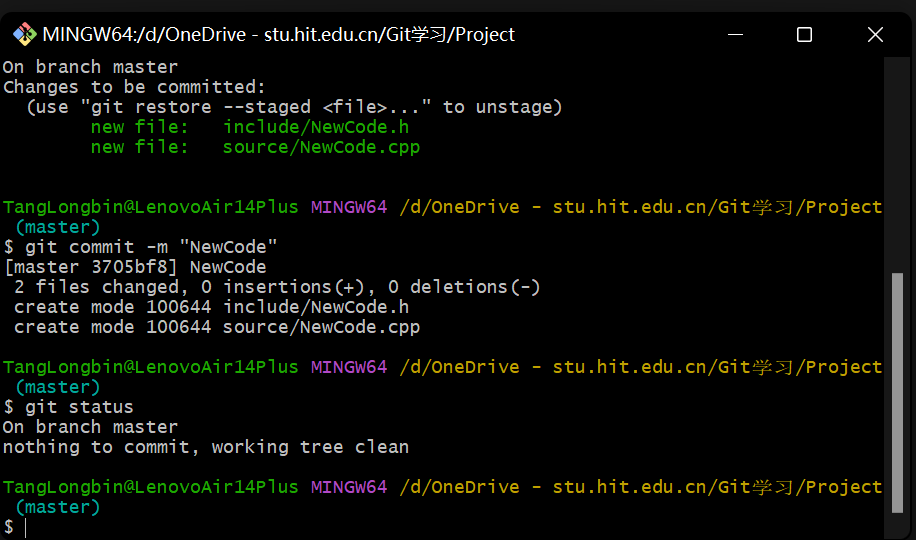 MINGW64:/d/OneDrive - stu.hit.edu.cn/Git学习/Project
On branch master
Changes to be committed:
  (use "git restore --staged <file>..." to unstage)
        new file:   include/NewCode.h
        new file:   source/NewCode.cpp
TangLongbin@LenovoAir14Plus MINGW64 /d/OneDrive - stu.hit.edu.cn/Git学习/Project
 (master)
$ git commit -m "NewCode"
[master 3705bf8] NewCode
 2 files changed, 0 insertions(+), 0 deletions(-)
 create mode 100644 include/NewCode.h
 create mode 100644 source/NewCode.cpp
TangLongbin@LenovoAir14Plus MINGW64 /d/OneDrive - stu.hit.edu.cn/Git学习/Project
 (master)
$ git status
On branch master
nothing to commit, working tree clean
TangLongbin@LenovoAir14Plus MINGW64 /d/OneDrive - stu.hit.edu.cn/Git学习/Project
 (master)
$